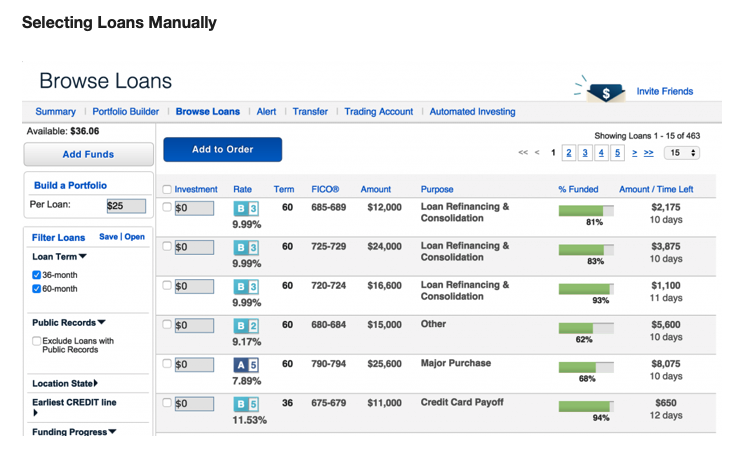 Selecting Loans Manually
Browse Loans
$
Invite Friends
Summary | Portfolio Builder | Browse Loans | Alert | Transfer | Trading Account | Automated Investing
Available: $36.06
Add Funds
Build a Portfolio
Per Loan: $25
Filter Loans Save | Open
Loan Term
36-month
60-month
Public Records
Exclude Loans with
Public Records
Location State
Earliest CREDIT line
Funding Progress
Add to Order
Showing Loans 1 - 15 of 463
<< < 1 2 3 4 5 > >> 15
Investment Rate Term FICO® Amount Purpose % Funded Amount / Time Left
$0 B 3 60 685-689 $12,000 Loan Refinancing & $2,175
Consolidation
9.99% 81% 10 days
$0 B 3 60 725-729 $24,000 Loan Refinancing & $3,875
Consolidation
9.99% 83% 10 days
$0 B 3 60 720-724 $16,600 Loan Refinancing & $1,100
Consolidation
9.99% 93% 11 days
$0 B 2 60 680-684 $15,000 Other $5,600
9.17% 62% 10 days
$0 A 5 60 790-794 $25,600 Major Purchase $8,075
7.89% 68% 10 days
$0 B 5 36 675-679 $11,000 Credit Card Payoff $650
11.53% 94% 12 days